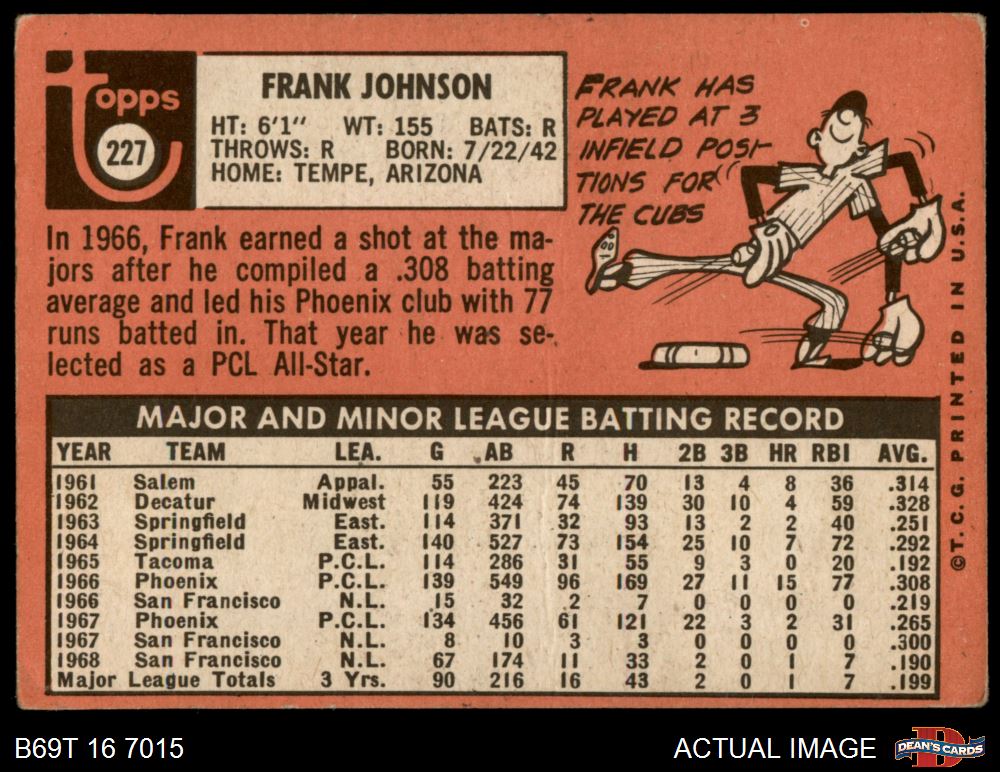 topps
227
FRANK JOHNSON
HT: 6'1" WT: 155 BATS: R
THROWS: R BORN: 7/22/42
HOME: TEMPE, ARIZONA
FRANK HAS
PLAYED AT 3
INFIELD POSI-
TIONS FOR
THE CUBS
In 1966, Frank earned a shot at the ma-
jors after he compiled a .308 batting
average and led his Phoenix club with 77
runs batted in. That year he was se-
lected as a PCL All-Star.
MAJOR AND MINOR LEAGUE BATTING RECORD
YEAR TEAM LEA. G AB R H 2B 3B HR RBI AVG.
1961 Salem Appal. 55 223 45 70 13 4 8 36 .314
1962 Decatur Midwest 119 424 74 139 30 10 4 59 .328
1963 Springfield East. 114 371 32 93 13 2 2 40 .251
1964 Springfield East. 140 527 73 154 25 10 7 72 .292
1965 Tacoma P.C.L. 114 286 31 55 9 3 0 20 .192
1966 Phoenix P.C.L. 139 549 96 169 27 11 15 77 .308
1966 San Francisco N.L. 15 32 2 7 0 0 0 0 .219
1967 Phoenix P.C.L. 134 456 61 121 22 3 2 31 .265
1967 San Francisco N.L. 8 10 3 3 0 0 0 0 .300
1968 San Francisco N.L. 67 174 11 33 2 0 1 7 .190
Major League Totals 3 Yrs. 90 216 16 43 2 0 1 7 .199
©T. C. G. PRINTED IN U.S.A.
B69T 16 7015
ACTUAL IMAGE
D
DEAN'S CARDS